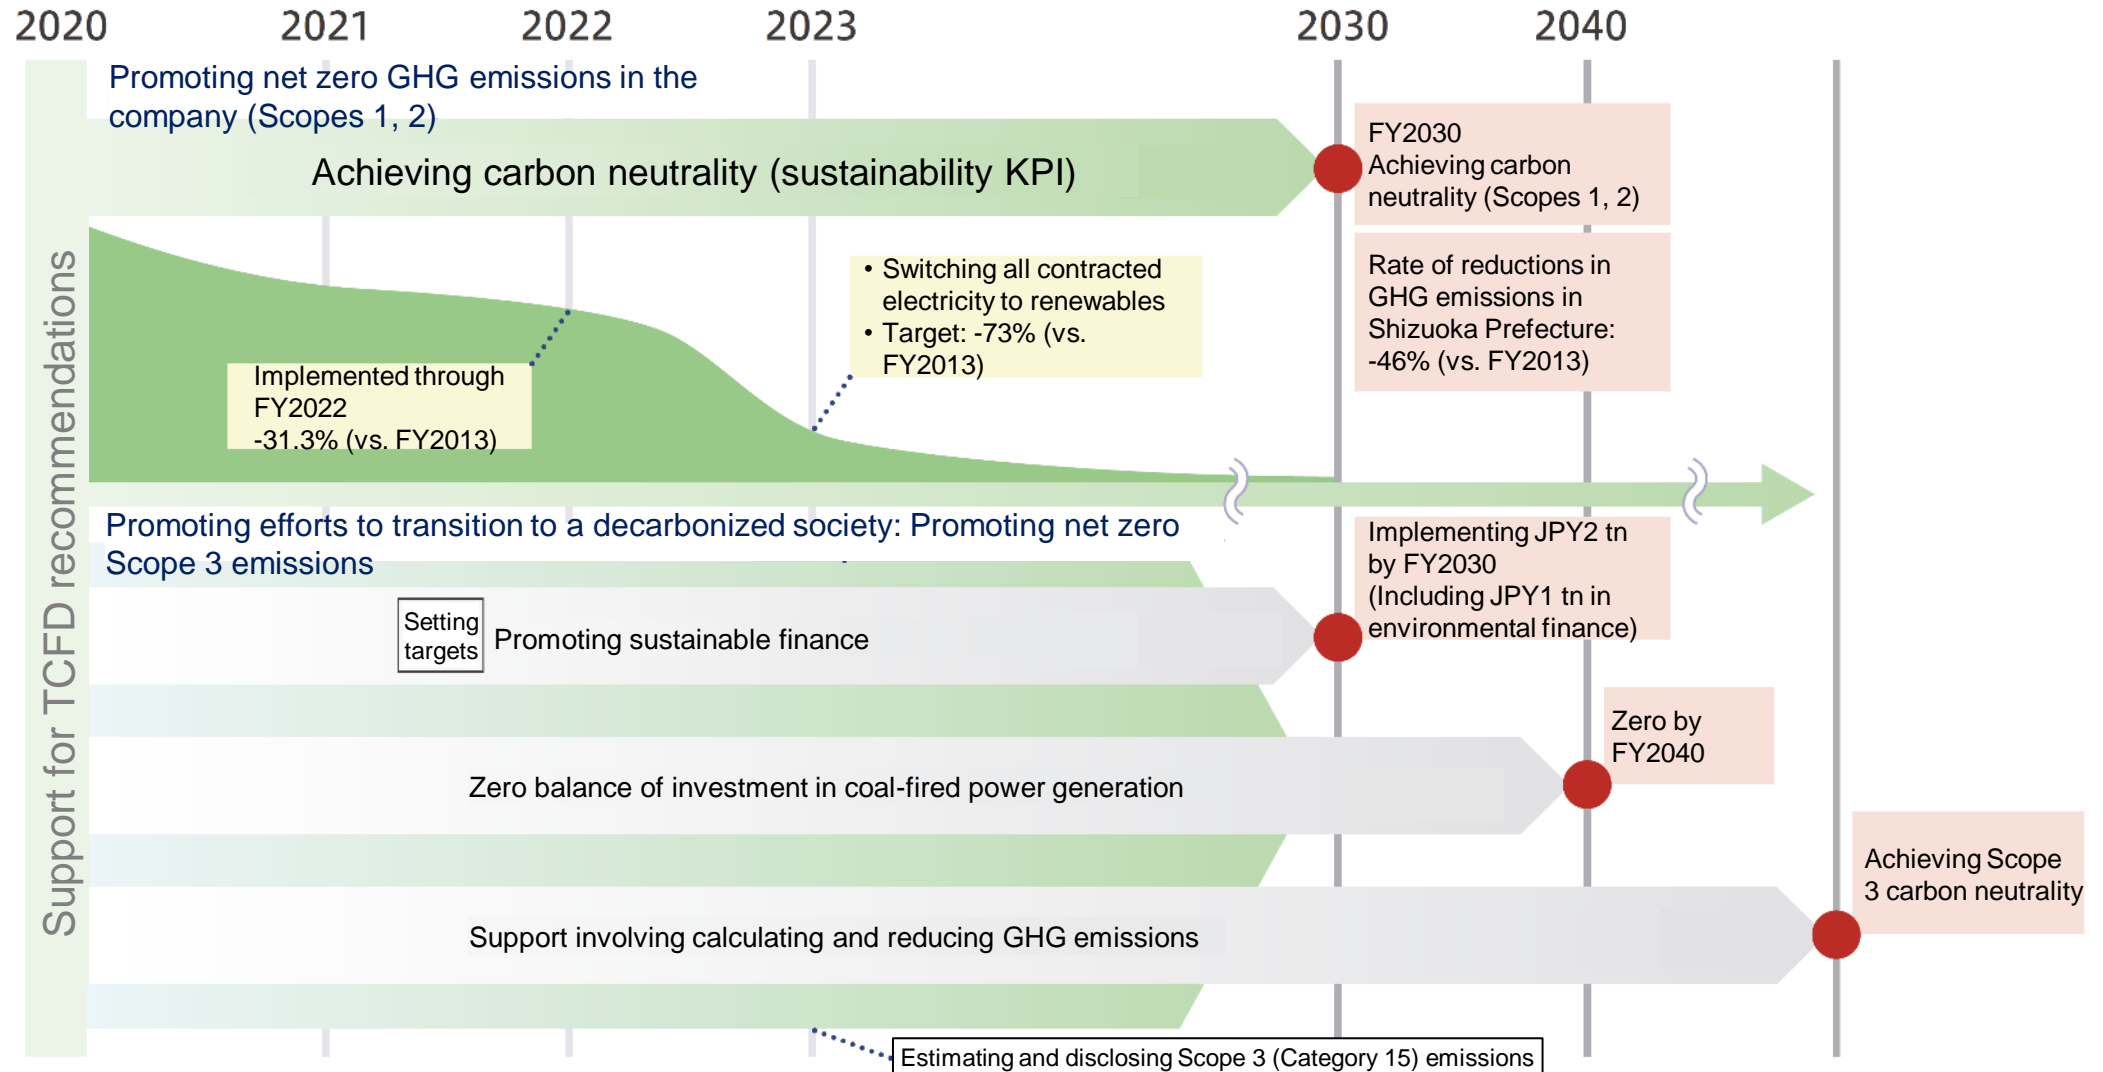 2020 2021 2022 2023 2030 2040
Support for TCFD recommendations
Promoting net zero GHG emissions in the
company (Scopes 1, 2)
Achieving carbon neutrality (sustainability KPI)
FY2030
Achieving carbon
neutrality (Scopes 1, 2)
• Switching all contracted
electricity to renewables
• Target: -73% (vs.
FY2013)
Rate of reductions in
GHG emissions in
Shizuoka Prefecture:
-46% (vs. FY2013)
Implemented through
FY2022
-31.3% (vs. FY2013)
Promoting efforts to transition to a decarbonized society: Promoting net zero
Scope 3 emissions
Implementing JPY2 tn
by FY2030
(Including JPY1 tn in
environmental finance)
Setting
targets
Promoting sustainable finance
Zero by
FY2040
Zero balance of investment in coal-fired power generation
Achieving Scope
3 carbon neutrality
Support involving calculating and reducing GHG emissions
Estimating and disclosing Scope 3 (Category 15) emissions